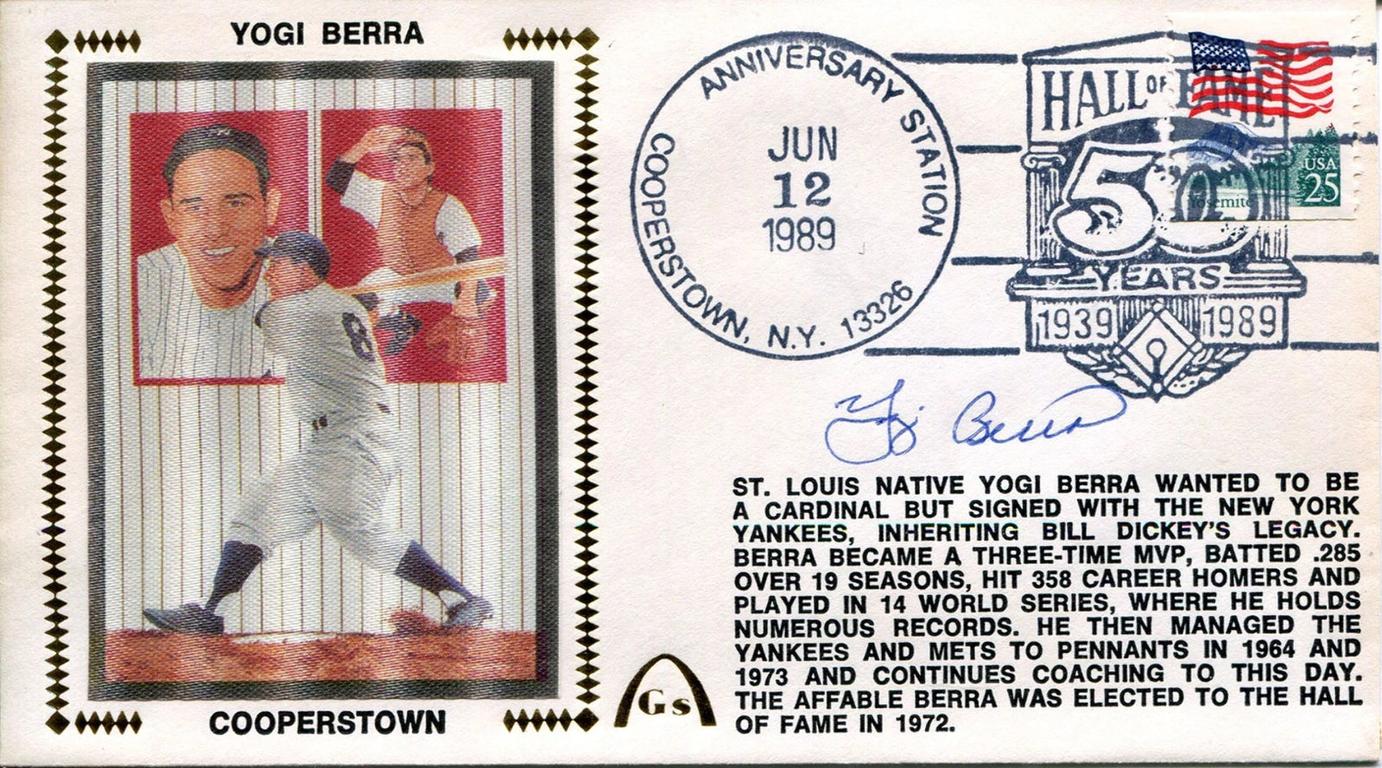 YOGI BERRA
8
COOPERSTOWN
ANNIVERSARY STATION
JUN
12
1989
COOPERSTOWN, N.Y. 13326
HALL OF FAME
50
YEARS
1939 1989
USA
25
Yosemite
Yogi Berra
ST. LOUIS NATIVE YOGI BERRA WANTED TO BE
A CARDINAL BUT SIGNED WITH THE NEW YORK
YANKEES, INHERITING BILL DICKEY'S LEGACY.
BERRA BECAME A THREE-TIME MVP, BATTED .285
OVER 19 SEASONS, HIT 358 CAREER HOMERS AND
PLAYED IN 14 WORLD SERIES, WHERE HE HOLDS
NUMEROUS RECORDS. HE THEN MANAGED THE
YANKEES AND METS TO PENNANTS IN 1964 AND
1973 AND CONTINUES COACHING TO THIS DAY.
THE AFFABLE BERRA WAS ELECTED TO THE HALL
OF FAME IN 1972.
Gs